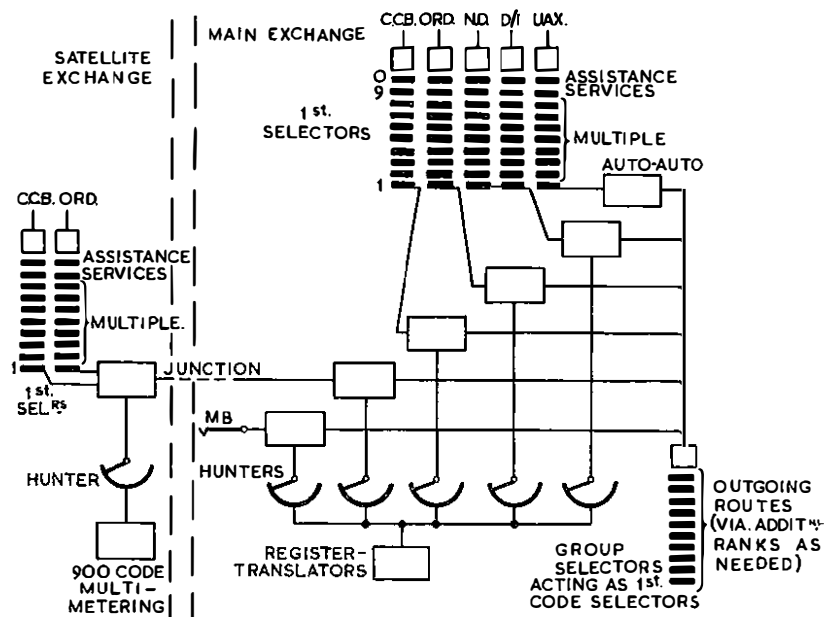 SATELLITE
EXCHANGE
MAIN EXCHANGE
C.C.B. ORD. N.D. D/I UAX.
0
9
1
1st.
SELECTORS
ASSISTANCE
SERVICES
MULTIPLE
AUTO-AUTO
C.C.B. ORD.
ASSISTANCE
SERVICES
MULTIPLE.
1
1st.
SELRS
JUNCTION
MB
HUNTER
HUNTERS
900 CODE
MULTI-
METERING
REGISTER-
TRANSLATORS
GROUP
SELECTORS
ACTING AS 1st.
CODE SELECTORS
OUTGOING
ROUTES
(VIA. ADDITNL
RANKS AS
NEEDED)